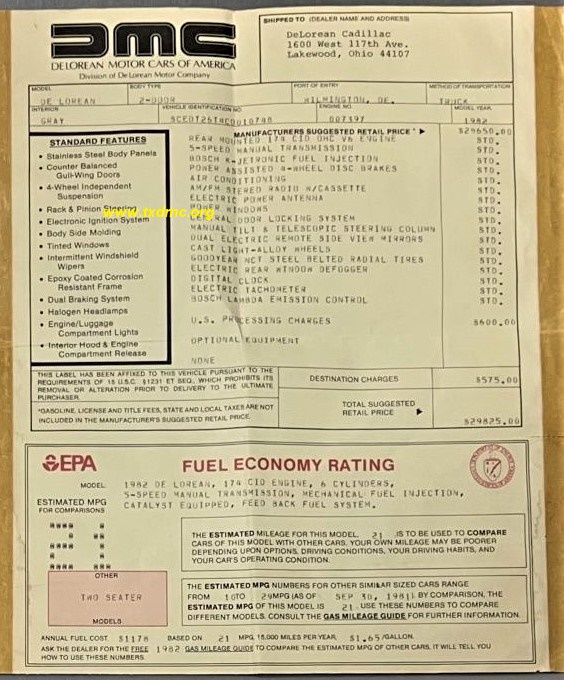 DMC
DELOREAN MOTOR CARS OF AMERICA
Division of DeLorean Motor Company
SHIPPED TO (DEALER NAME AND ADDRESS)
DeLorean Cadillac
1600 West 117th Ave.
Lakewood, Ohio 44107
MODEL BODY TYPE PORT OF ENTRY METHOD OF TRANSPORTATION
DE LOREAN 2-DOOR WILMINGTON, DE. TRUCK
INTERIOR VEHICLE IDENTIFICATION NO. ENGINE NO. MODEL YEAR
GRAY 007397 1982
MANUFACTURERS SUGGESTED RETAIL PRICE * $29650.00
STANDARD FEATURES
• Stainless Steel Body Panels
• Counter Balanced
Gull-Wing Doors
• 4-Wheel Independent
Suspension
• Rack & Pinion Steering
• Electronic Ignition System
• Body Side Molding
• Tinted Windows
• Intermittent Windshield
Wipers
• Epoxy Coated Corrosion
Resistant Frame
• Dual Braking System
• Halogen Headlamps
• Engine/Luggage
Compartment Lights
• Interior Hood & Engine
Compartment Release
www.txdmc.org
REAR MOUNTED 174 CID OHC V6 ENGINE STD.
5-SPEED MANUAL TRANSMISSION STD.
BOSCH K-JETRONIC FUEL INJECTION STD.
POWER ASSISTED 4-WHEEL DISC BRAKES STD.
AIR CONDITIONING STD.
AM/FM STEREO RADIO W/CASSETTE STD.
ELECTRIC POWER ANTENNA STD.
POWER WINDOWS STD.
DOOR LOCKING SYSTEM STD.
MANUAL TILT & TELESCOPIC STEERING COLUMN STD.
DUAL ELECTRIC REMOTE SIDE VIEW MIRRORS STD.
CAST LIGHT-ALLOY WHEELS STD.
GOODYEAR NCT STEEL BELTED RADIAL TIRES STD.
ELECTRIC REAR WINDOW DEFOGGER STD.
DIGITAL CLOCK STD.
ELECTRIC TACHOMETER STD.
BOSCH LAMBDA EMISSION CONTROL STD.
U.S. PROCESSING CHARGES $600.00
OPTIONAL EQUIPMENT
NONE
THIS LABEL HAS BEEN AFFIXED TO THIS VEHICLE PURSUANT TO THE
REQUIREMENTS OF 15 U.S.C. §1231 ET SEQ., WHICH PROHIBITS ITS
REMOVAL OR ALTERATION PRIOR TO DELIVERY TO THE ULTIMATE
PURCHASER.
*GASOLINE, LICENSE AND TITLE FEES, STATE AND LOCAL TAXES ARE NOT
INCLUDED IN THE MANUFACTURER'S SUGGESTED RETAIL PRICE.
DESTINATION CHARGES $575.00
TOTAL SUGGESTED
RETAIL PRICE $29825.00
EPA FUEL ECONOMY RATING
MODEL: 1982 DE LOREAN, 174 CID ENGINE, 6 CYLINDERS,
5-SPEED MANUAL TRANSMISSION, MECHANICAL FUEL INJECTION,
CATALYST EQUIPPED, FEED BACK FUEL SYSTEM.
ESTIMATED MPG
FOR COMPARISONS
21
THE ESTIMATED MILEAGE FOR THIS MODEL, 21 ,IS TO BE USED TO COMPARE
CARS OF THIS MODEL WITH OTHER CARS. YOUR OWN MILEAGE MAY BE POORER
DEPENDING UPON OPTIONS, DRIVING CONDITIONS, YOUR DRIVING HABITS, AND
YOUR CAR'S OPERATING CONDITION.
OTHER
TWO SEATER
MODELS
THE ESTIMATED MPG NUMBERS FOR OTHER SIMILAR SIZED CARS RANGE
FROM 10TO 29MPG (AS OF SEP 30, 1981). BY COMPARISON, THE
ESTIMATED MPG OF THIS MODEL IS 21. USE THESE NUMBERS TO COMPARE
DIFFERENT MODELS. CONSULT THE GAS MILEAGE GUIDE FOR FURTHER INFORMATION.
ANNUAL FUEL COST: $1178 BASED ON 21 MPG, 15,000 MILES PER YEAR, $1.65/GALLON.
ASK THE DEALER FOR THE FREE 1982 GAS MILEAGE GUIDE TO COMPARE THE ESTIMATED MPG OF OTHER CARS. IT WILL TELL YOU
HOW TO USE THESE NUMBERS.